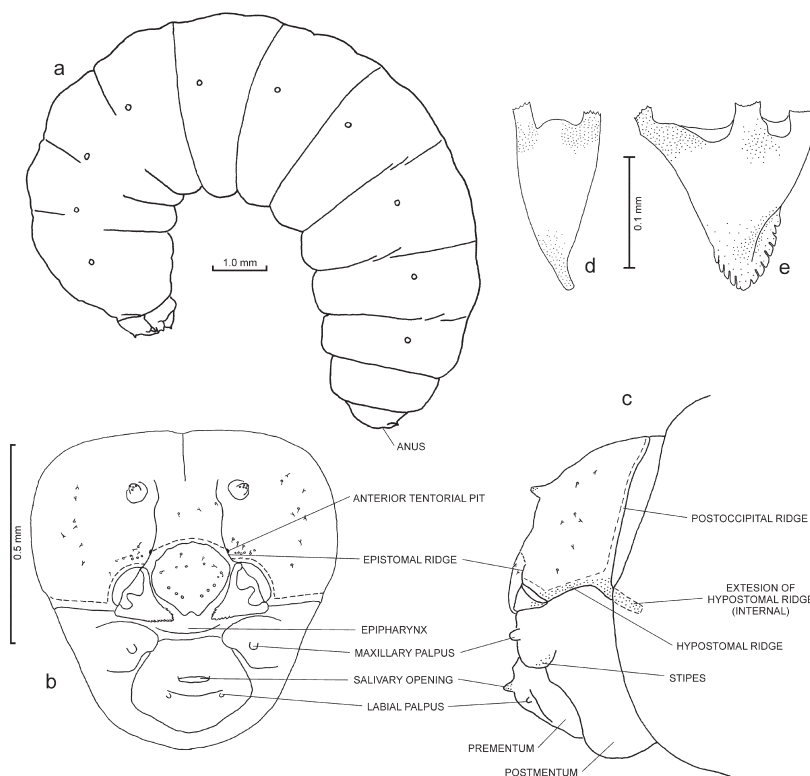 a
d
e
0.1 mm
1.0 mm
c
ANUS
ANTERIOR TENTORIAL PIT
POSTOCCIPITAL RIDGE
0.5 mm
EPISTOMAL RIDGE
EXTESION OF
HYPOSTOMAL RIDGE
(INTERNAL)
EPIPHARYNX
HYPOSTOMAL RIDGE
MAXILLARY PALPUS
b
SALIVARY OPENING
STIPES
LABIAL PALPUS
PREMENTUM
POSTMENTUM